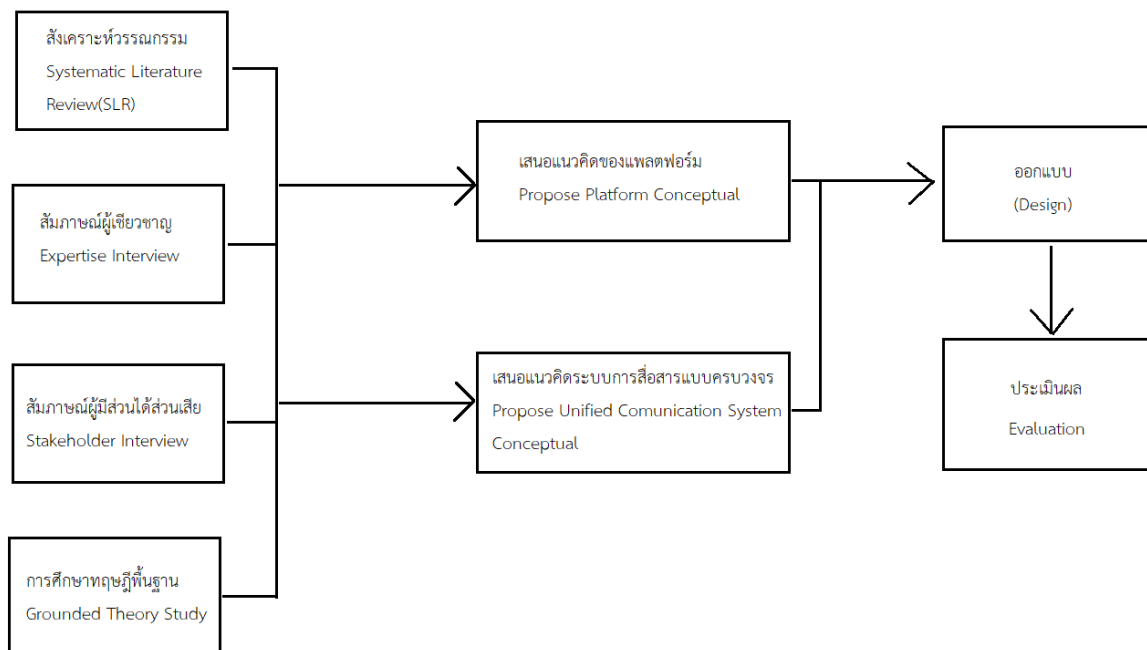 สังเคราะห์วรรณกรรม
Systematic Literature
Review(SLR)
สัมภาษณ์ผู้เชียวชาญ
Expertise Interview
สัมภาษณ์ผู้มีส่วนได้ส่วนเสีย
Stakeholder Interview
การศึกษาทฤษฎีพื้นฐาน
Grounded Theory Study
เสนอแนวคิดของแพลตฟอร์ม
Propose Platform Conceptual
เสนอแนวคิดระบบการสื่อสารแบบครบวงจร
Propose Unified Comunication System
Conceptual
ออกแบบ
(Design)
ประเมินผล
Evaluation